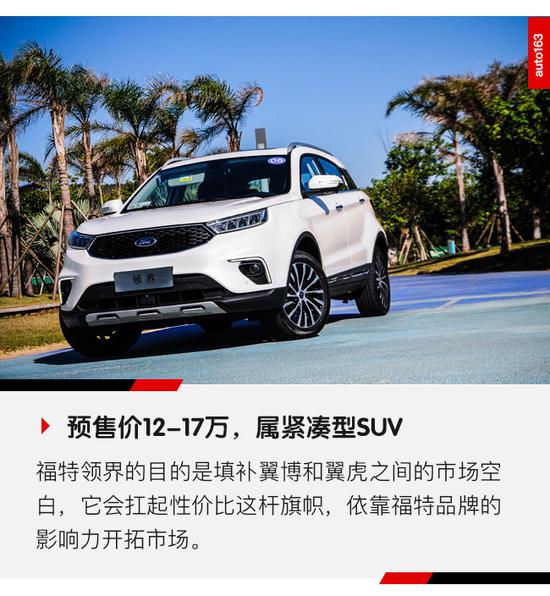 auto163
05
Ford
领界
预售价12-17万，属紧凑型SUV
福特领界的目的是填补翼博和翼虎之间的市场空
白，它会扛起性价比这杆旗帜，依靠福特品牌的
影响力开拓市场。